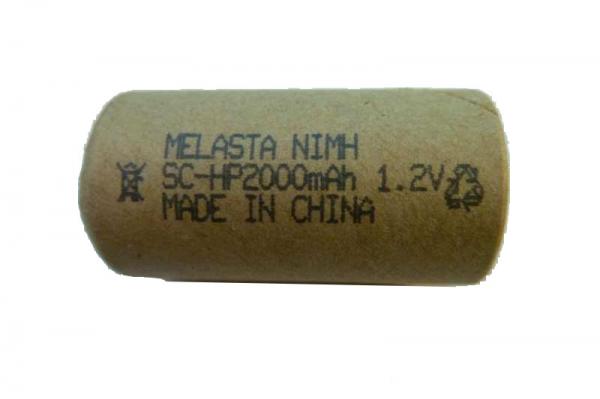 MELASTA NIMH
SC-HP2000mAh 1.2V
MADE IN CHINA